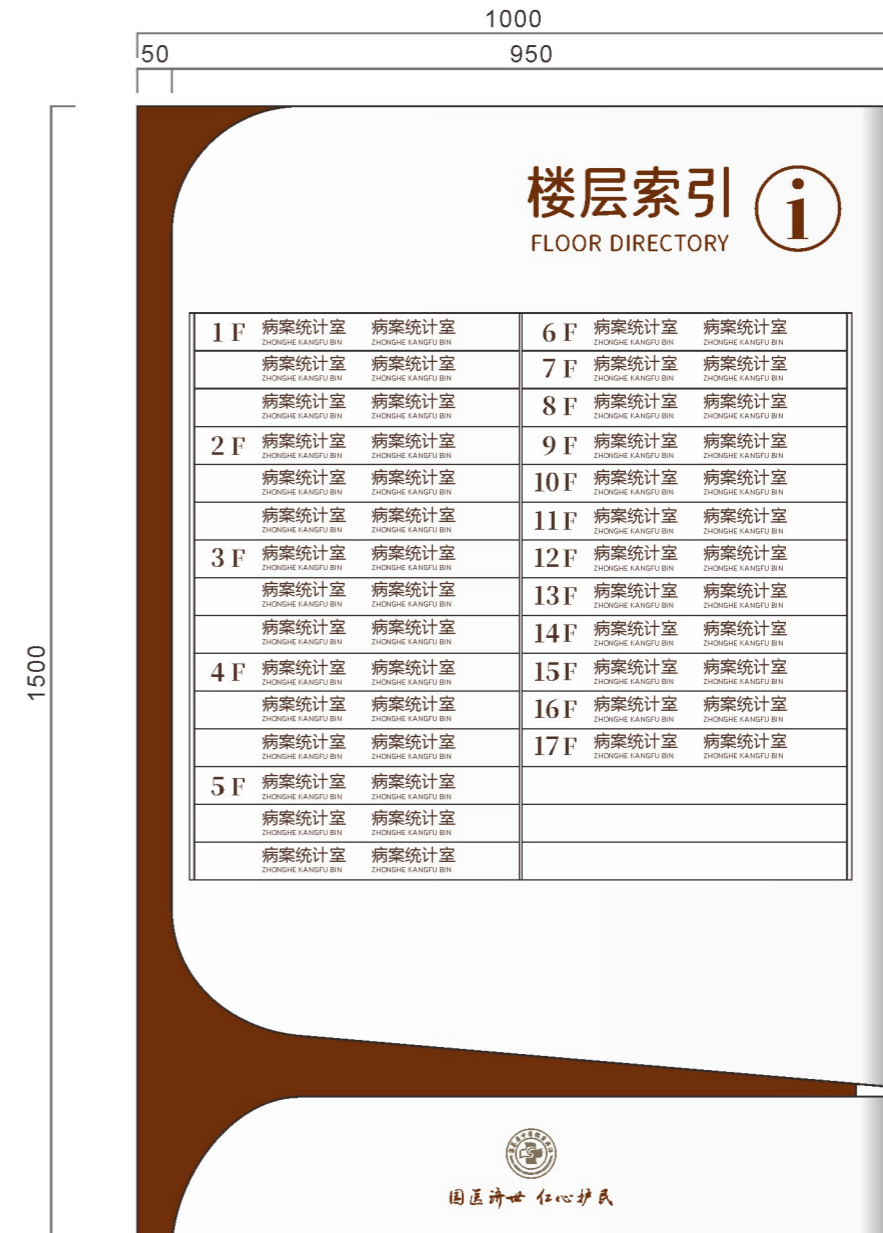 1000
50 950
1500
楼层索引
FLOOR DIRECTORY
i
1 F 病案统计室 病案统计室
ZHONGHE KANGFU BIN ZHONGHE KANGFU BIN
病案统计室 病案统计室
ZHONGHE KANGFU BIN ZHONGHE KANGFU BIN
病案统计室 病案统计室
ZHONGHE KANGFU BIN ZHONGHE KANGFU BIN
2 F 病案统计室 病案统计室
ZHONGHE KANGFU BIN ZHONGHE KANGFU BIN
病案统计室 病案统计室
ZHONGHE KANGFU BIN ZHONGHE KANGFU BIN
病案统计室 病案统计室
ZHONGHE KANGFU BIN ZHONGHE KANGFU BIN
3 F 病案统计室 病案统计室
ZHONGHE KANGFU BIN ZHONGHE KANGFU BIN
病案统计室 病案统计室
ZHONGHE KANGFU BIN ZHONGHE KANGFU BIN
病案统计室 病案统计室
ZHONGHE KANGFU BIN ZHONGHE KANGFU BIN
4 F 病案统计室 病案统计室
ZHONGHE KANGFU BIN ZHONGHE KANGFU BIN
病案统计室 病案统计室
ZHONGHE KANGFU BIN ZHONGHE KANGFU BIN
病案统计室 病案统计室
ZHONGHE KANGFU BIN ZHONGHE KANGFU BIN
5 F 病案统计室 病案统计室
ZHONGHE KANGFU BIN ZHONGHE KANGFU BIN
病案统计室 病案统计室
ZHONGHE KANGFU BIN ZHONGHE KANGFU BIN
病案统计室 病案统计室
ZHONGHE KANGFU BIN ZHONGHE KANGFU BIN
6 F 病案统计室 病案统计室
ZHONGHE KANGFU BIN ZHONGHE KANGFU BIN
7 F 病案统计室 病案统计室
ZHONGHE KANGFU BIN ZHONGHE KANGFU BIN
8 F 病案统计室 病案统计室
ZHONGHE KANGFU BIN ZHONGHE KANGFU BIN
9 F 病案统计室 病案统计室
ZHONGHE KANGFU BIN ZHONGHE KANGFU BIN
10F 病案统计室 病案统计室
ZHONGHE KANGFU BIN ZHONGHE KANGFU BIN
11F 病案统计室 病案统计室
ZHONGHE KANGFU BIN ZHONGHE KANGFU BIN
12F 病案统计室 病案统计室
ZHONGHE KANGFU BIN ZHONGHE KANGFU BIN
13F 病案统计室 病案统计室
ZHONGHE KANGFU BIN ZHONGHE KANGFU BIN
14F 病案统计室 病案统计室
ZHONGHE KANGFU BIN ZHONGHE KANGFU BIN
15F 病案统计室 病案统计室
ZHONGHE KANGFU BIN ZHONGHE KANGFU BIN
16F 病案统计室 病案统计室
ZHONGHE KANGFU BIN ZHONGHE KANGFU BIN
17F 病案统计室 病案统计室
ZHONGHE KANGFU BIN ZHONGHE KANGFU BIN
国医济世 仁心护民